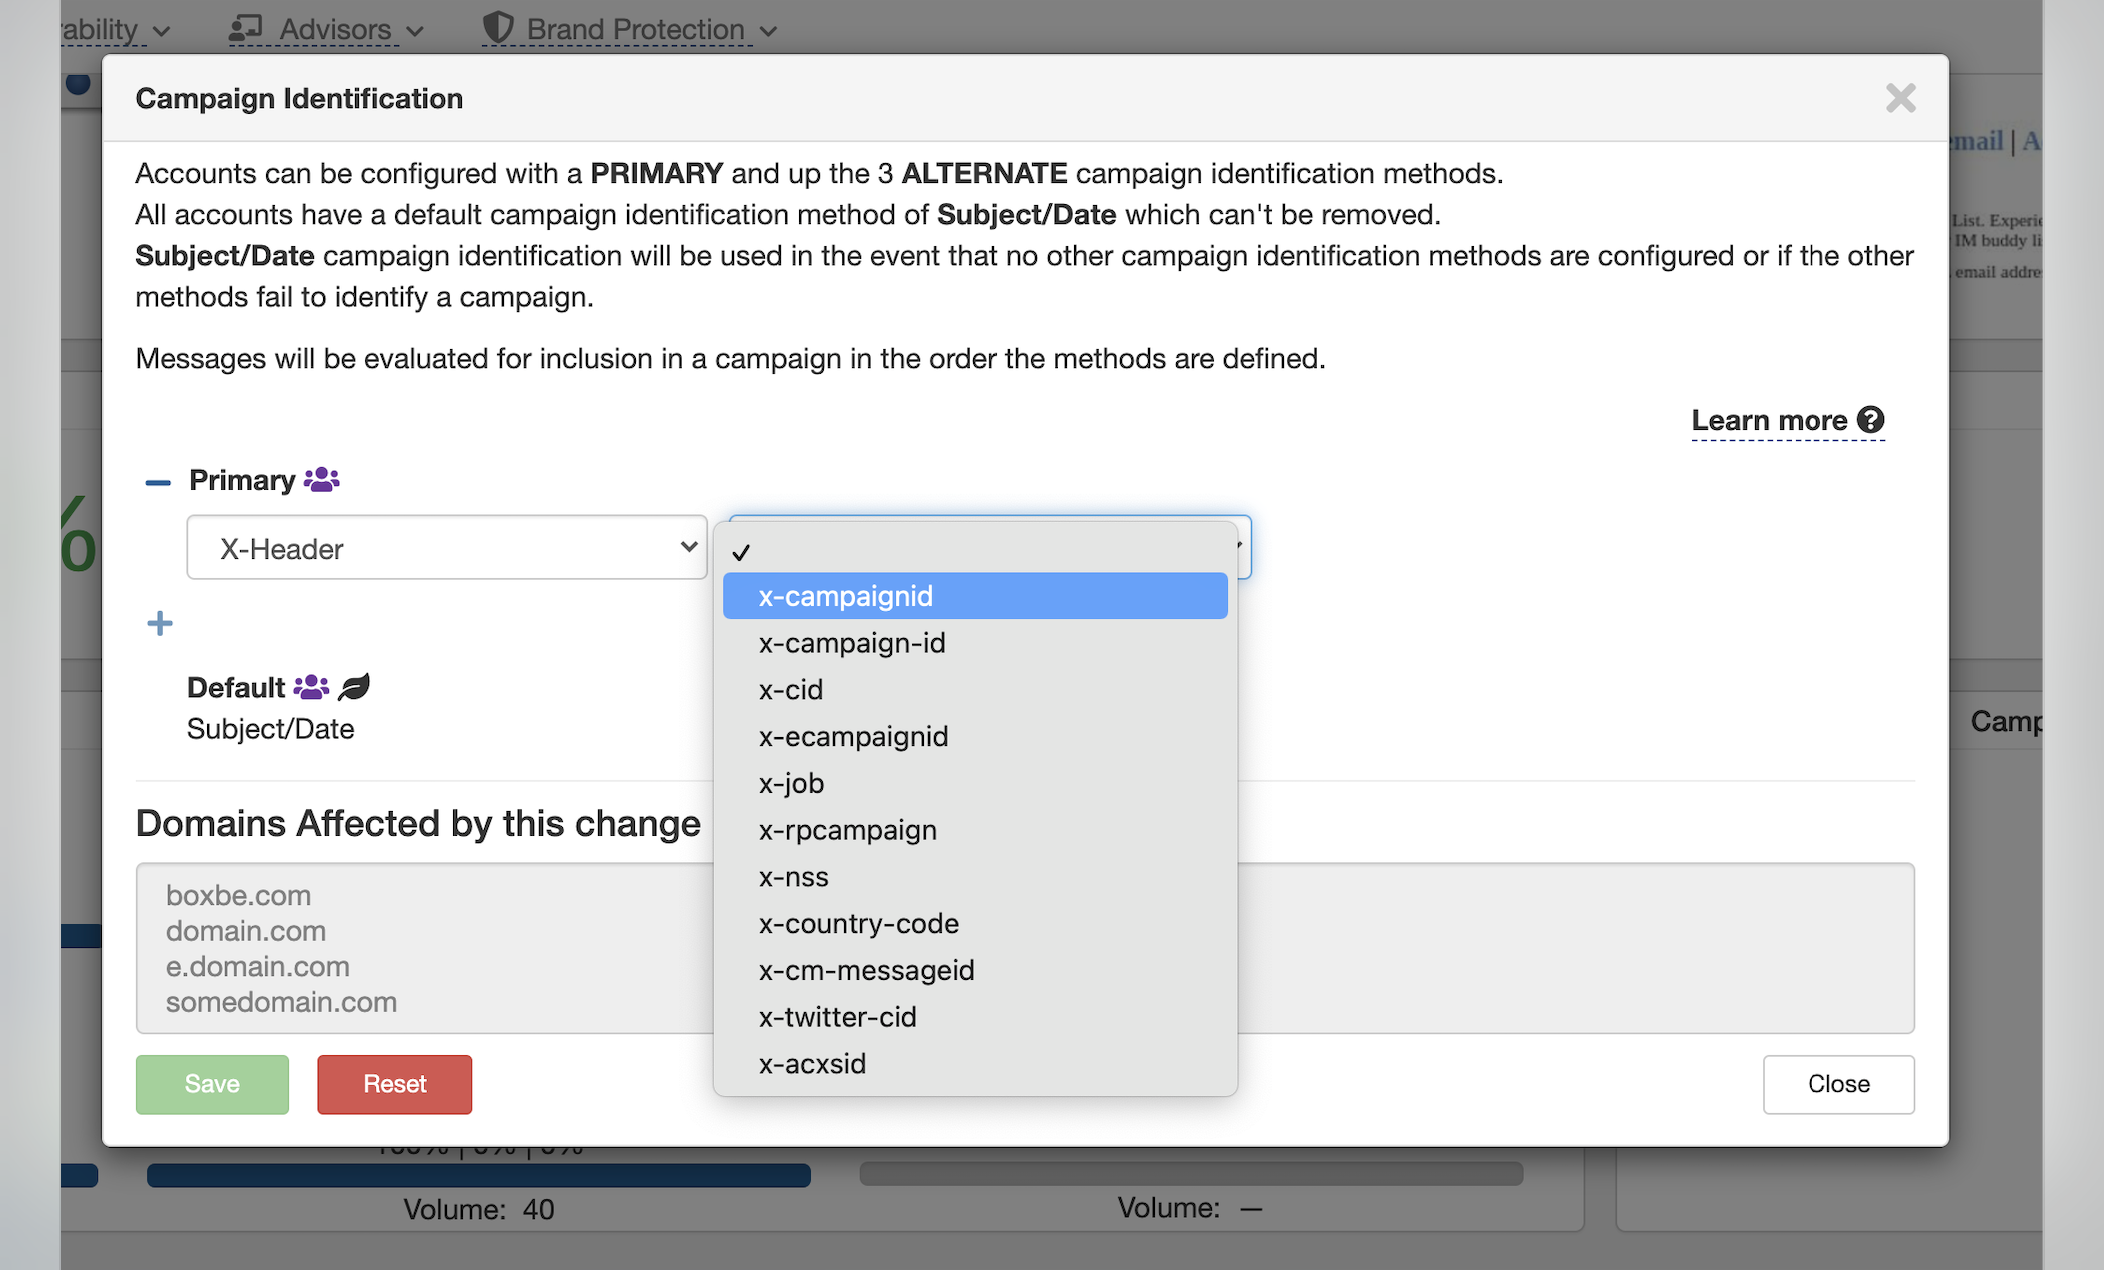 rability
Advisors
Brand Protection
Campaign Identification
email | A
Accounts can be configured with a PRIMARY and up the 3 ALTERNATE campaign identification methods.
All accounts have a default campaign identification method of Subject/Date which can't be removed.
List. Experie
IM buddy li
Subject/Date campaign identification will be used in the event that no other campaign identification methods are configured or if the other
email addre
methods fail to identify a campaign.
Messages will be evaluated for inclusion in a campaign in the order the methods are defined.
Learn more
Primary
%
X-Header
x-campaignid
x-campaign-id
x-cid
x-ecampaignid
x-job
x-rpcampaign
x-nss
x-country-code
x-cm-messageid
x-twitter-cid
x-acxsid
Default
Subject/Date
Camp
Domains Affected by this change
boxbe.com
domain.com
e.domain.com
somedomain.com
Save
Reset
Close
Volume: 40
Volume: —